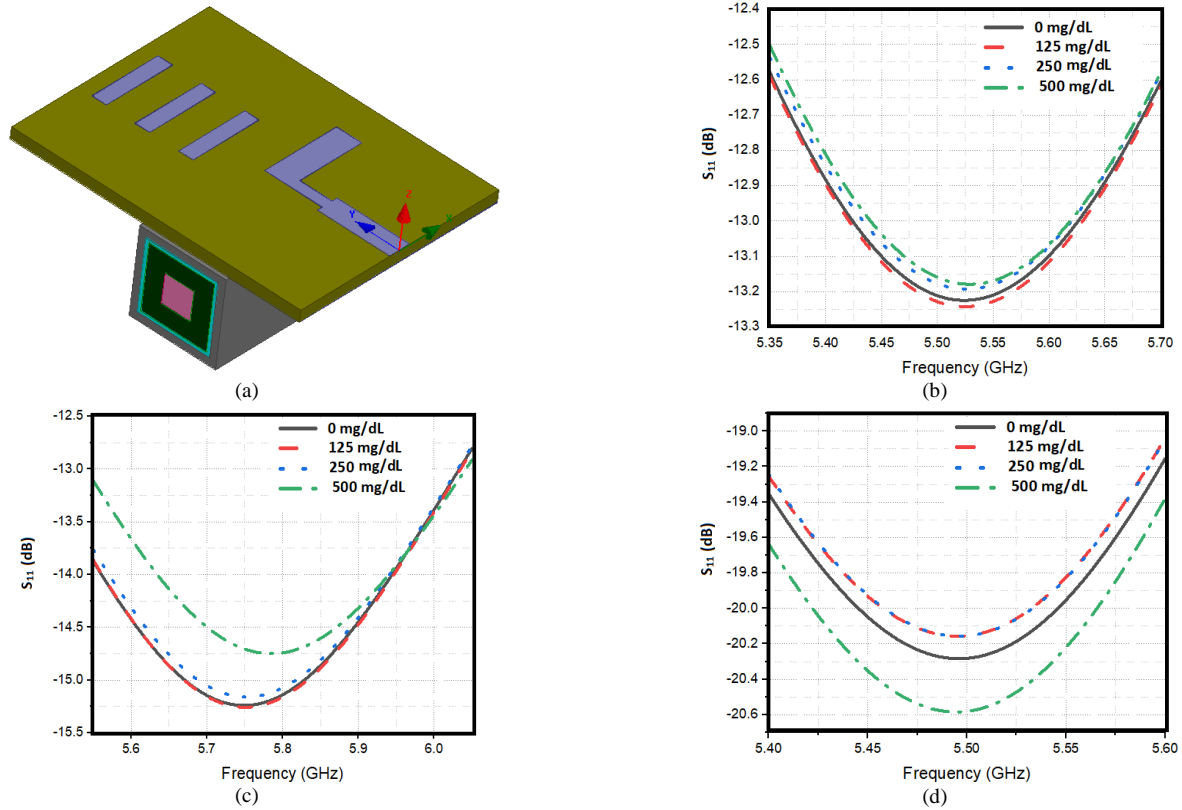 Z
Y
(a)
-12.4
-12.5
-12.6
-12.7
-12.8
-12.9
-13.0
-13.1
-13.2
-13.3
S11 (dB)
0 mg/dL
125 mg/dL
250 mg/dL
500 mg/dL
5.35 5.40 5.45 5.50 5.55 5.60 5.65 5.70
Frequency (GHz)
(b)
-12.5
-13.0
-13.5
-14.0
-14.5
-15.0
-15.5
S11 (dB)
0 mg/dL
125 mg/dL
250 mg/dL
500 mg/dL
5.6 5.7 5.8 5.9 6.0
Frequency (GHz)
(c)
-19.0
-19.2
-19.4
-19.6
-19.8
-20.0
-20.2
-20.4
-20.6
S11 (dB)
0 mg/dL
125 mg/dL
250 mg/dL
500 mg/dL
5.40 5.45 5.50 5.55 5.60
Frequency (GHz)
(d)